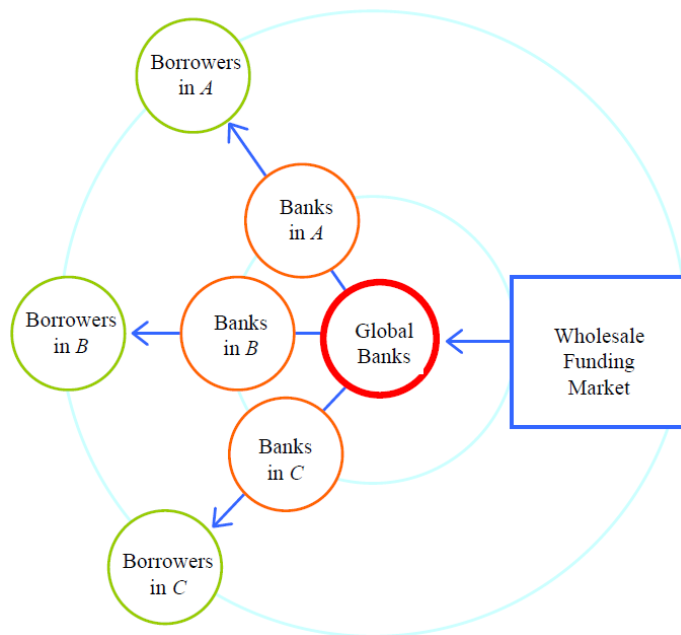 Borrowers
in A
Banks
in A
Borrowers
in B
Banks
in B
Global
Banks
Wholesale
Funding
Market
Banks
in C
Borrowers
in C